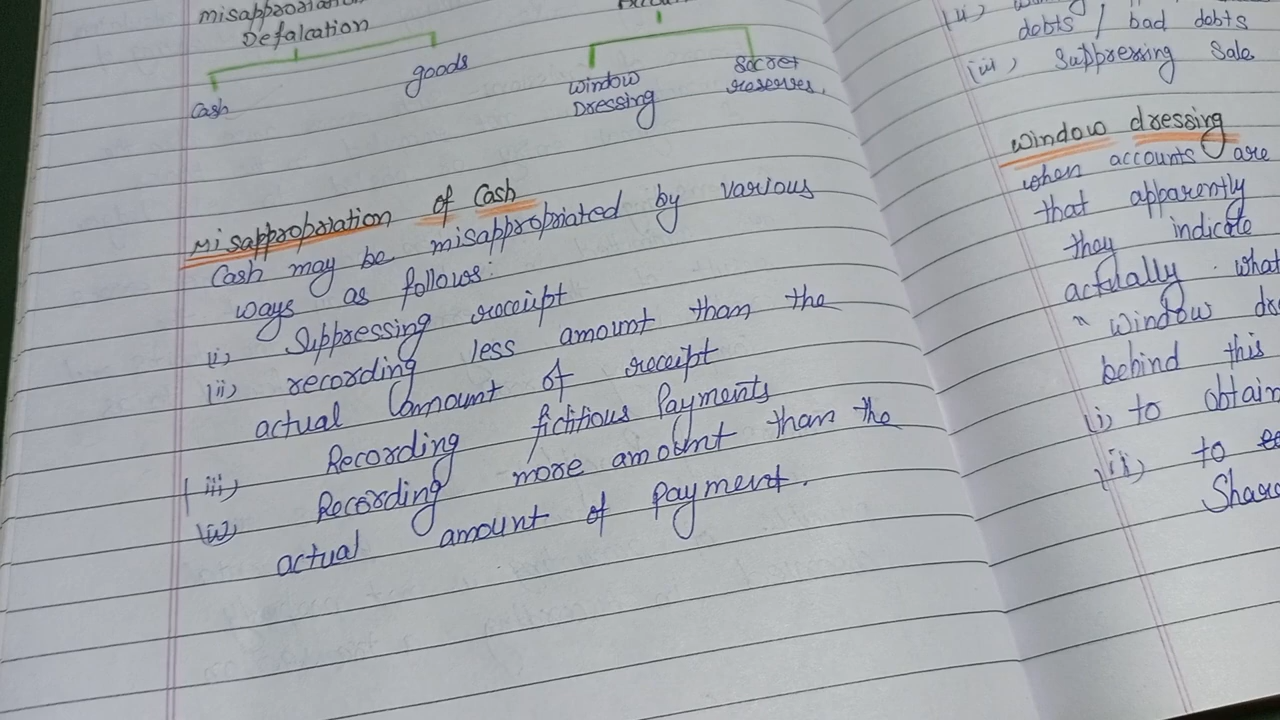 misappropriation
Defalcation
Cash
goods
window
Dressing
Secret
reserves.
Misappropriation of Cash
Cash may be misappropriated by various
ways as follows:
(i) Suppressing receipt
(ii) recording less amount than the
actual amount of receipt
(iii) Recording fictitious Payments
(iv) Recording more amount than the
actual amount of Payment.
(ii)
debts / bad debts
(iii) Suppressing Sale
window dressing
when accounts are
that apparently
they indicate
actually what
" window
behind this
(i) to obtain
(ii) to